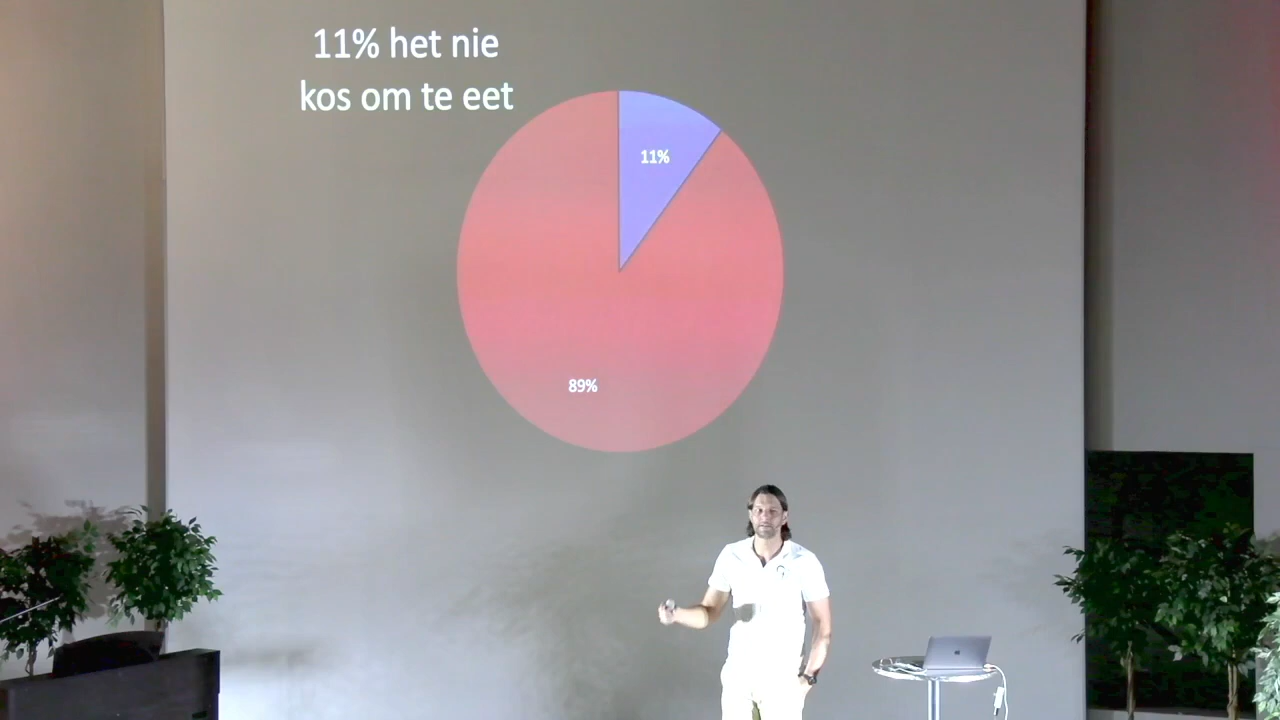 11% het nie
kos om te eet
11%
89%